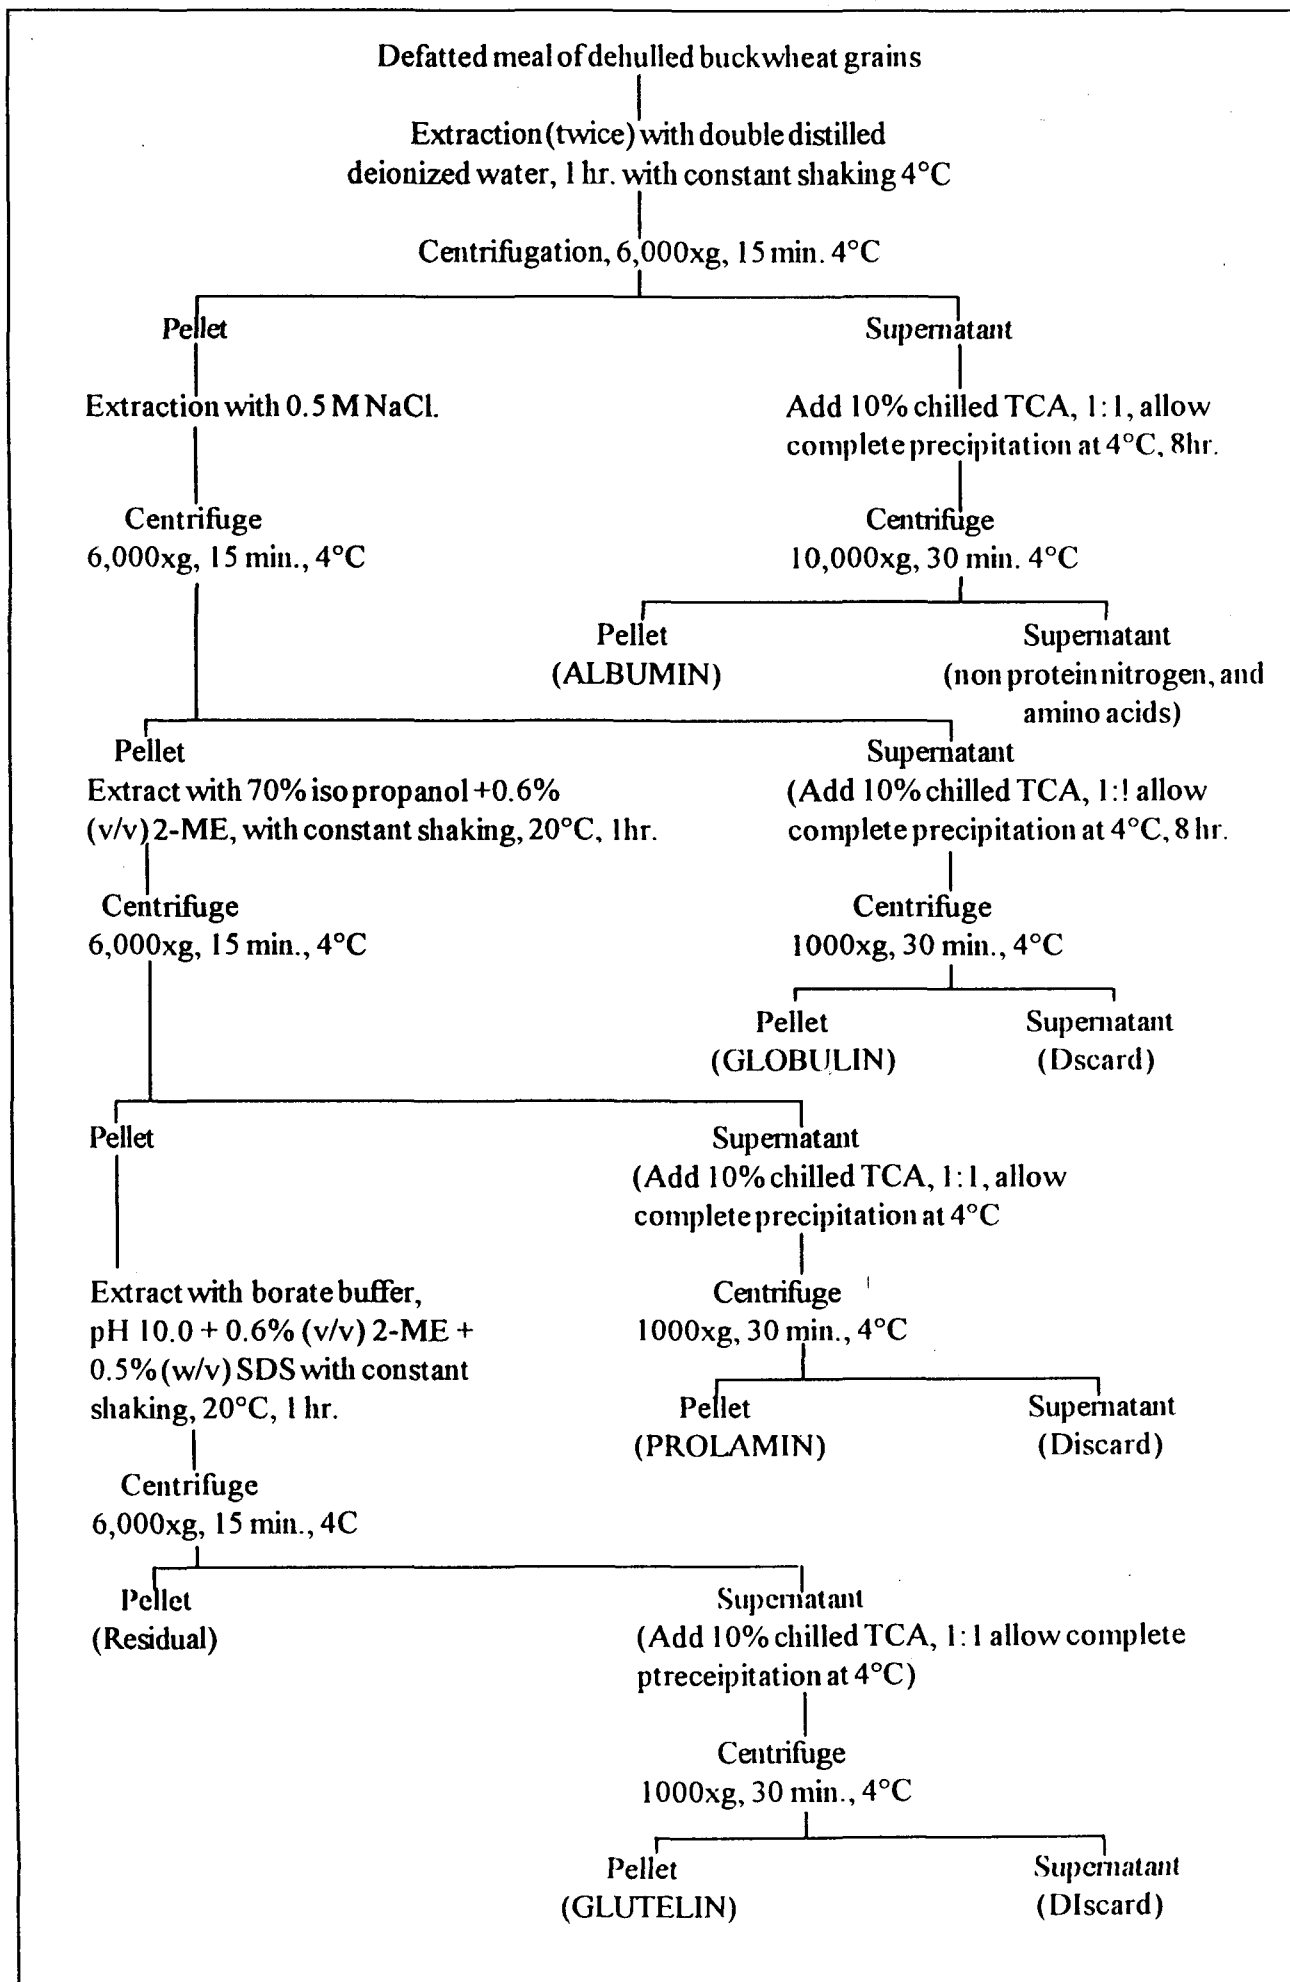 Defatted meal of dehulled buckwheat grains
Extraction (twice) with double distilled
deionized water, 1 hr. with constant shaking 4°C
Centrifugation, 6,000xg, 15 min. 4°C
Pellet
Supernatant
Extraction with 0.5 M NaCl.
Add 10% chilled TCA, 1:1, allow
complete precipitation at 4°C, 8hr.
Centrifuge
6,000xg, 15 min., 4°C
Centrifuge
10,000xg, 30 min. 4°C
Pellet
(ALBUMIN)
Supernatant
(non protein nitrogen, and
amino acids)
Pellet
Extract with 70% iso propanol +0.6%
(v/v) 2-ME, with constant shaking, 20°C, 1hr.
Supernatant
(Add 10% chilled TCA, 1:! allow
complete precipitation at 4°C, 8 hr.
Centrifuge
6,000xg, 15 min., 4°C
Centrifuge
1000xg, 30 min., 4°C
Pellet
(GLOBULIN)
Supernatant
(Dscard)
Pellet
Supernatant
(Add 10% chilled TCA, 1:1, allow
complete precipitation at 4°C
Extract with borate buffer,
pH 10.0 + 0.6% (v/v) 2-ME +
0.5% (w/v) SDS with constant
shaking, 20°C, 1 hr.
Centrifuge
1000xg, 30 min., 4°C
Pellet
(PROLAMIN)
Supernatant
(Discard)
Centrifuge
6,000xg, 15 min., 4C
Pellet
(Residual)
Supernatant
(Add 10% chilled TCA, 1:1 allow complete
ptreceipitation at 4°C)
Centrifuge
1000xg, 30 min., 4°C
Pellet
(GLUTELIN)
Supernatant
(DIscard)